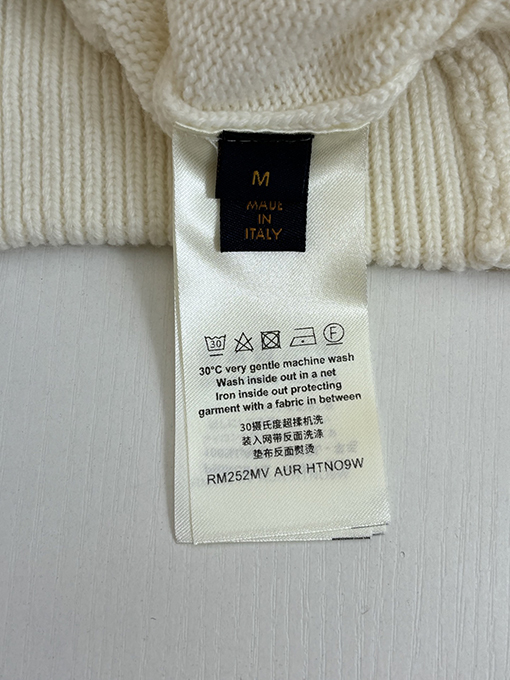 M
MADE
IN
ITALY
30
F
30°C very gentle machine wash
Wash inside out in a net
Iron inside out protecting
garment with a fabric in between
30摄氏度超揉机洗
装入网带反面洗涤
垫布反面熨烫
RM252MV AUR HTNO9W